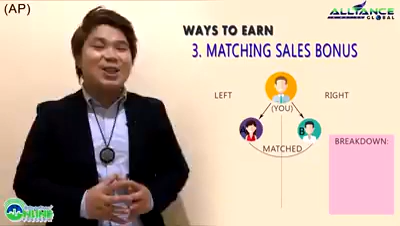 (AP)
ALLIANCE
GLOBAL
WAYS TO EARN
3. MATCHING SALES BONUS
LEFT
RIGHT
(YOU)
B
MATCHED
BREAKDOWN: